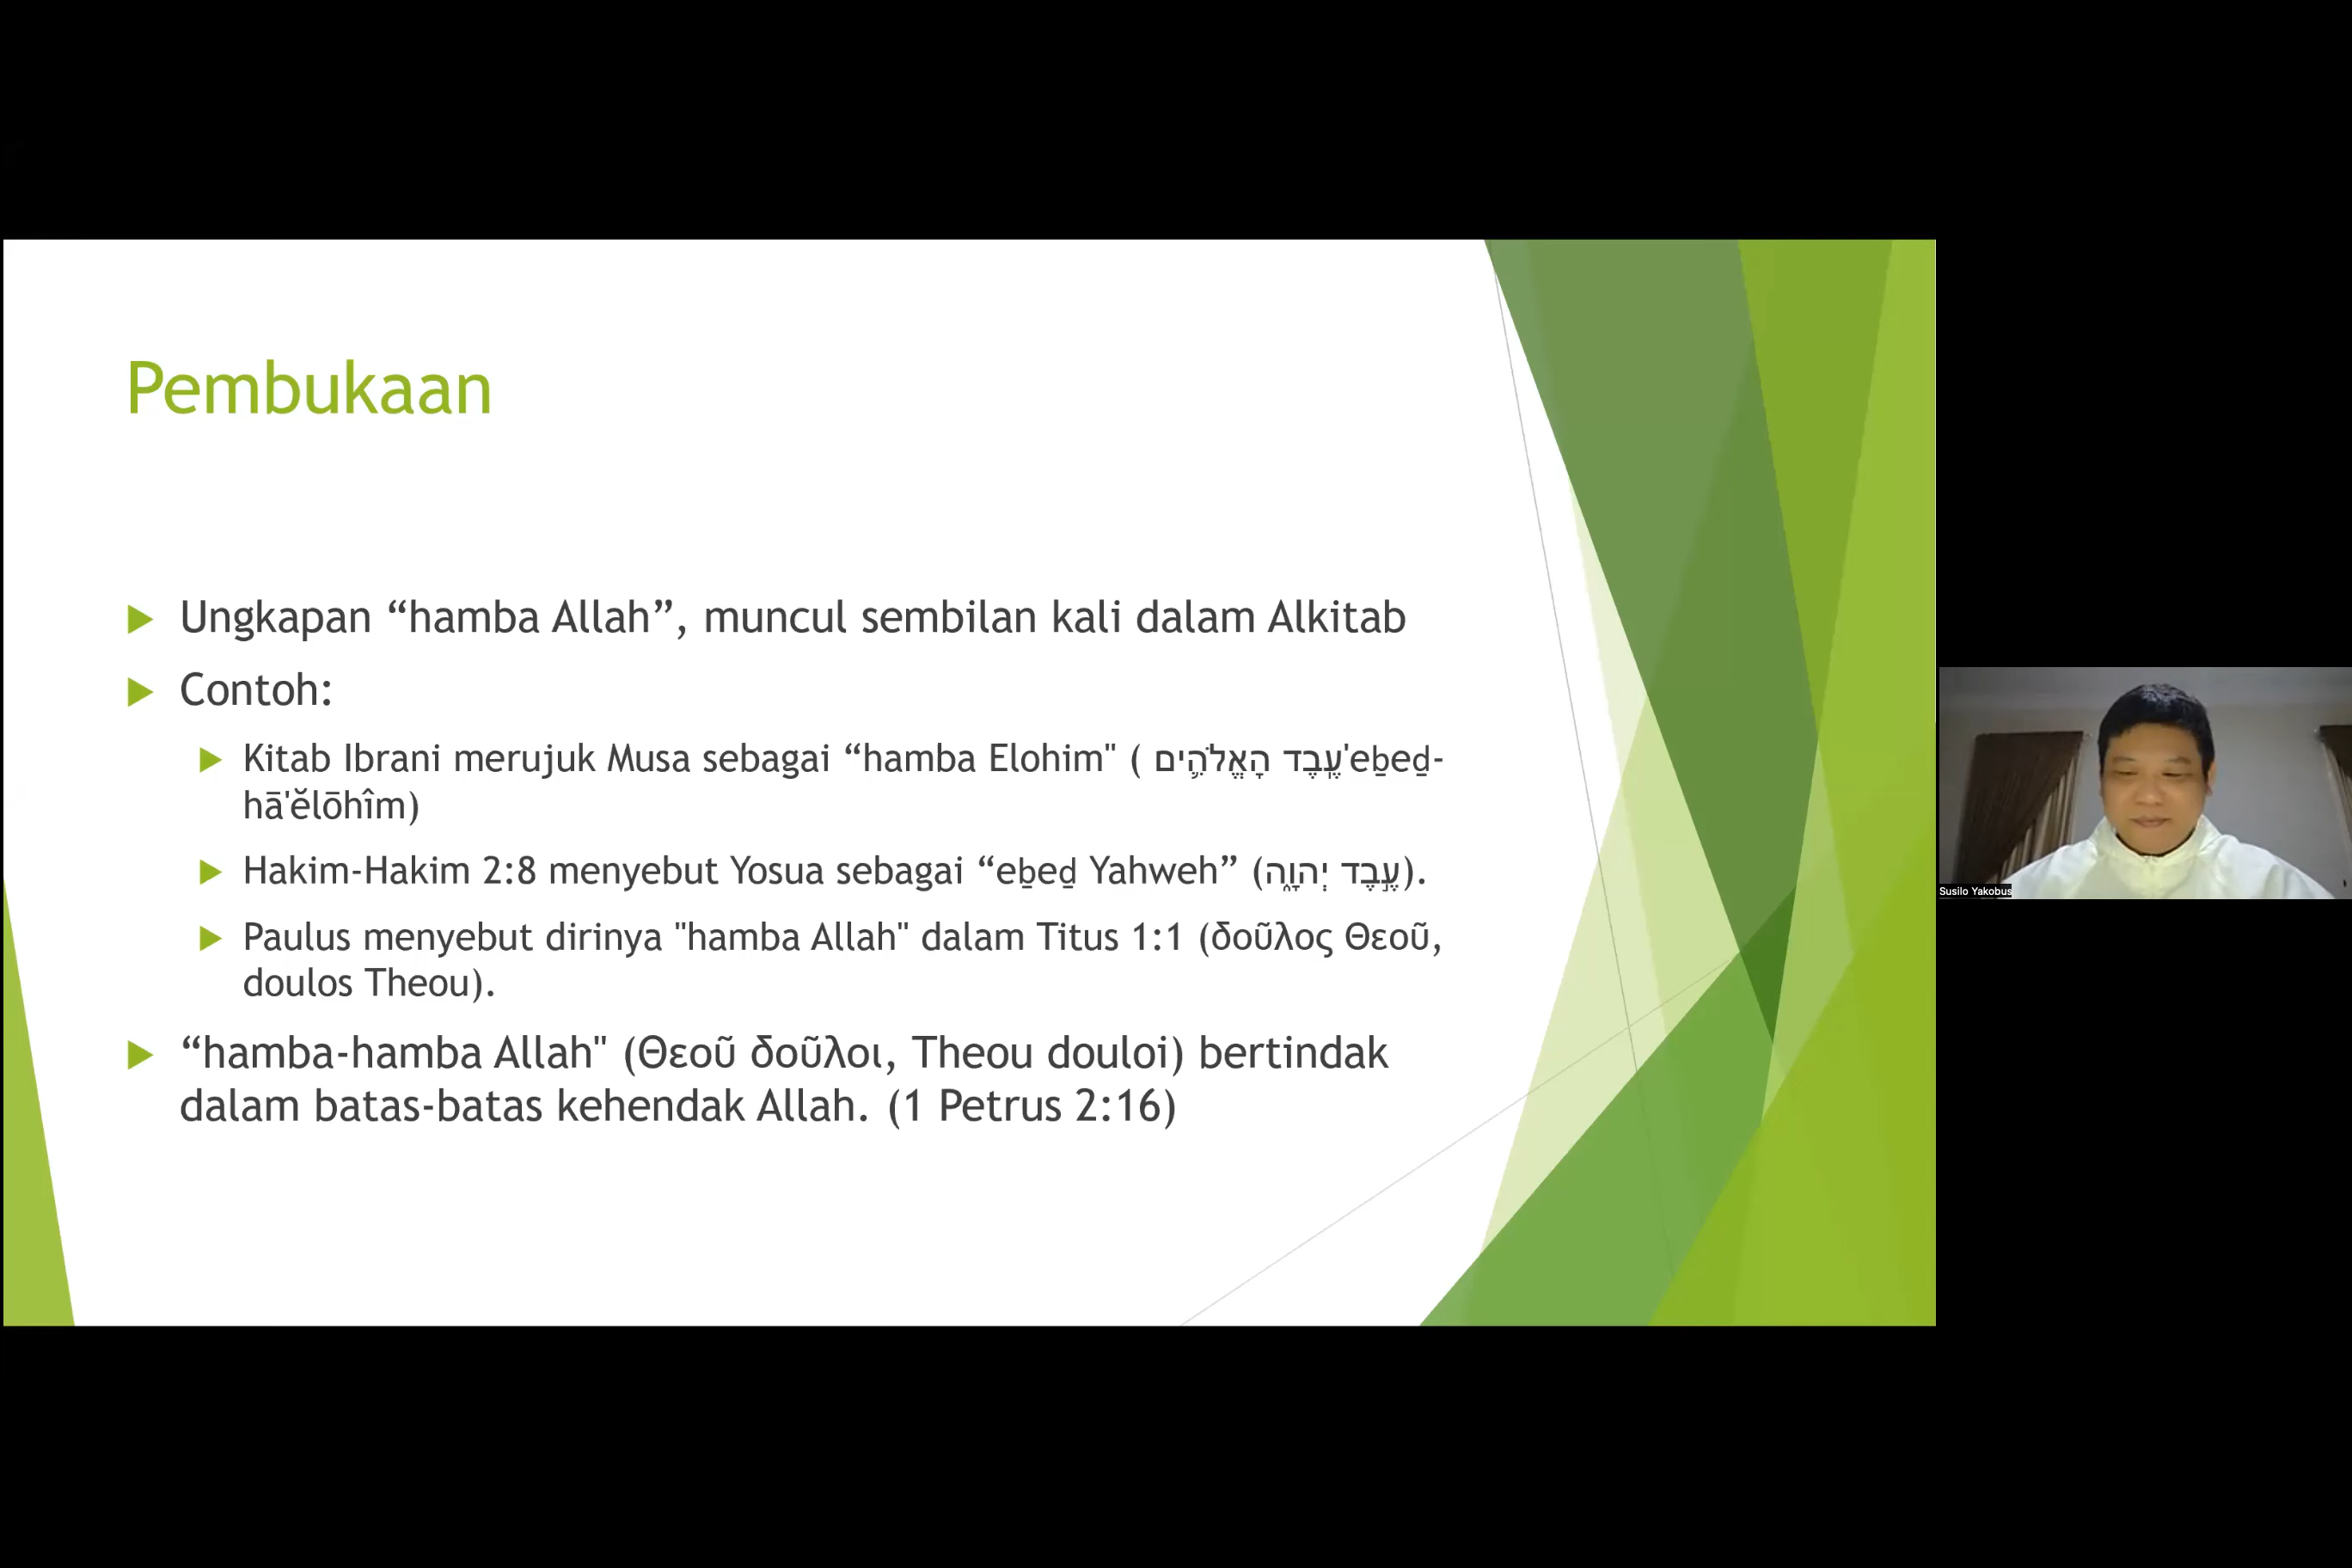 Pembukaan
Ungkapan “hamba Allah”, muncul sembilan kali dalam Alkitab
Contoh:
Kitab Ibrani merujuk Musa sebagai “hamba Elohim" ( עֶֽבֶד הָאֱלֹהִ֛ים'eḇeḏ-
hā'ĕlōhîm)
Hakim-Hakim 2:8 menyebut Yosua sebagai “eḇeḏ Yahweh” (עֶ֣בֶד יְהוָ֑ה).
Paulus menyebut dirinya "hamba Allah" dalam Titus 1:1 (δοῦλος Θεοῦ,
doulos Theou).
“hamba-hamba Allah" (Θεοῦ δοῦλοι, Theou douloi) bertindak
dalam batas-batas kehendak Allah. (1 Petrus 2:16)
Susilo Yakobus